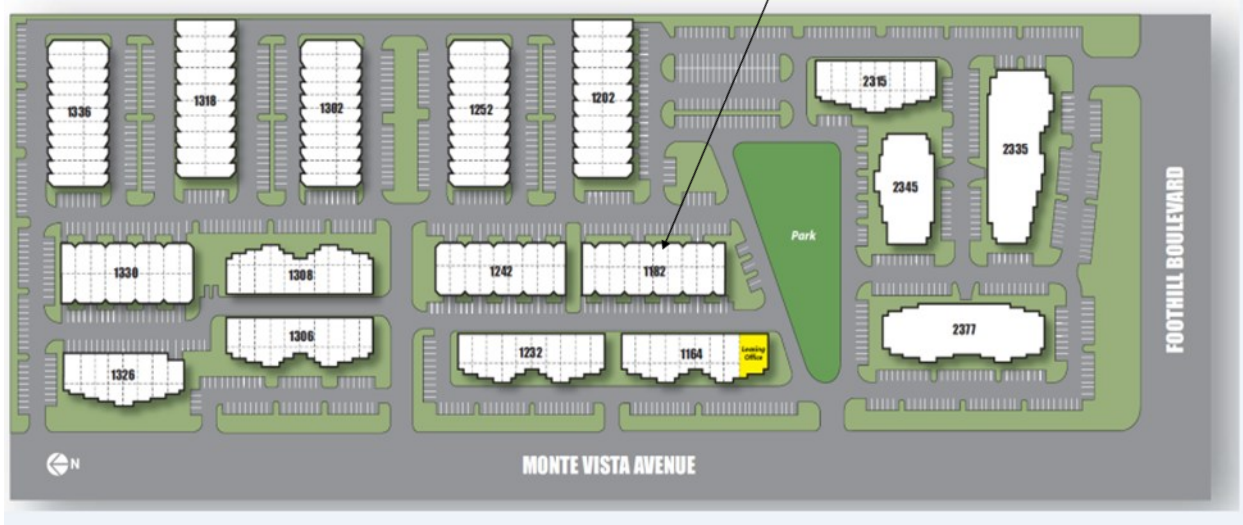 1336
1318
1302
1252
1202
2315
2335
2345
1330
1308
1242
1182
Park
1306
1326
1232
1164
Leasing
Office
2377
FOOTHILL BOULEVARD
N
MONTE VISTA AVENUE